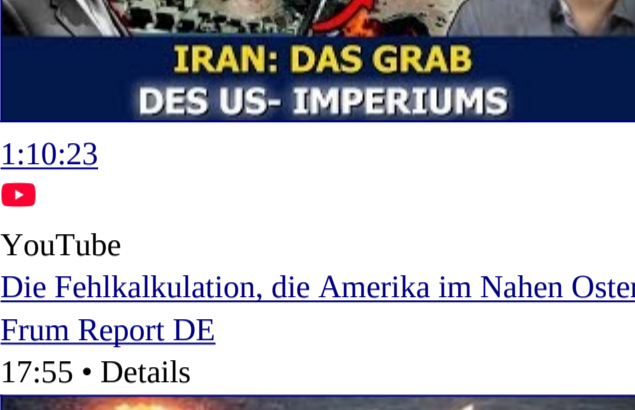 IRAN: DAS GRAB
DES US- IMPERIUMS
1:10:23
YouTube
Die Fehlkalkulation, die Amerika im Nahen Oster
Frum Report DE
17:55 • Details